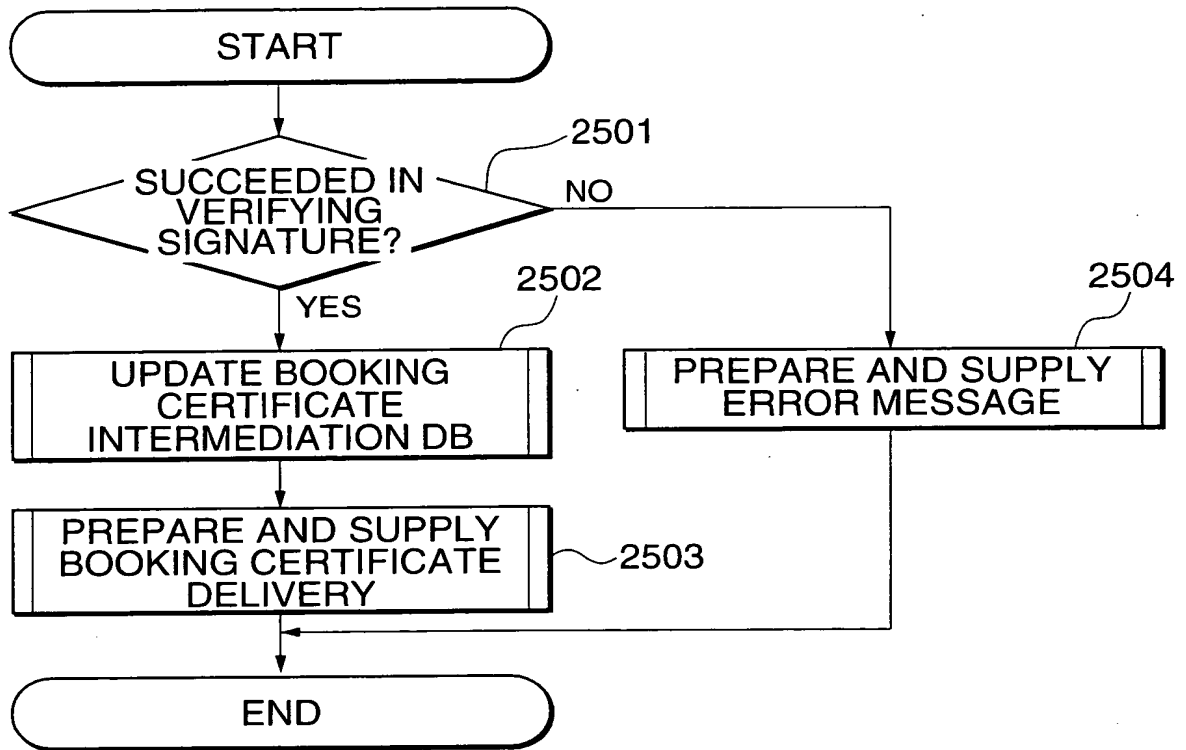 START
2501
SUCCEEDED IN
VERIFYING
SIGNATURE?
NO
YES
2502
UPDATE BOOKING
CERTIFICATE
INTERMEDIATION DB
2504
PREPARE AND SUPPLY
ERROR MESSAGE
PREPARE AND SUPPLY
BOOKING CERTIFICATE
DELIVERY
2503
END